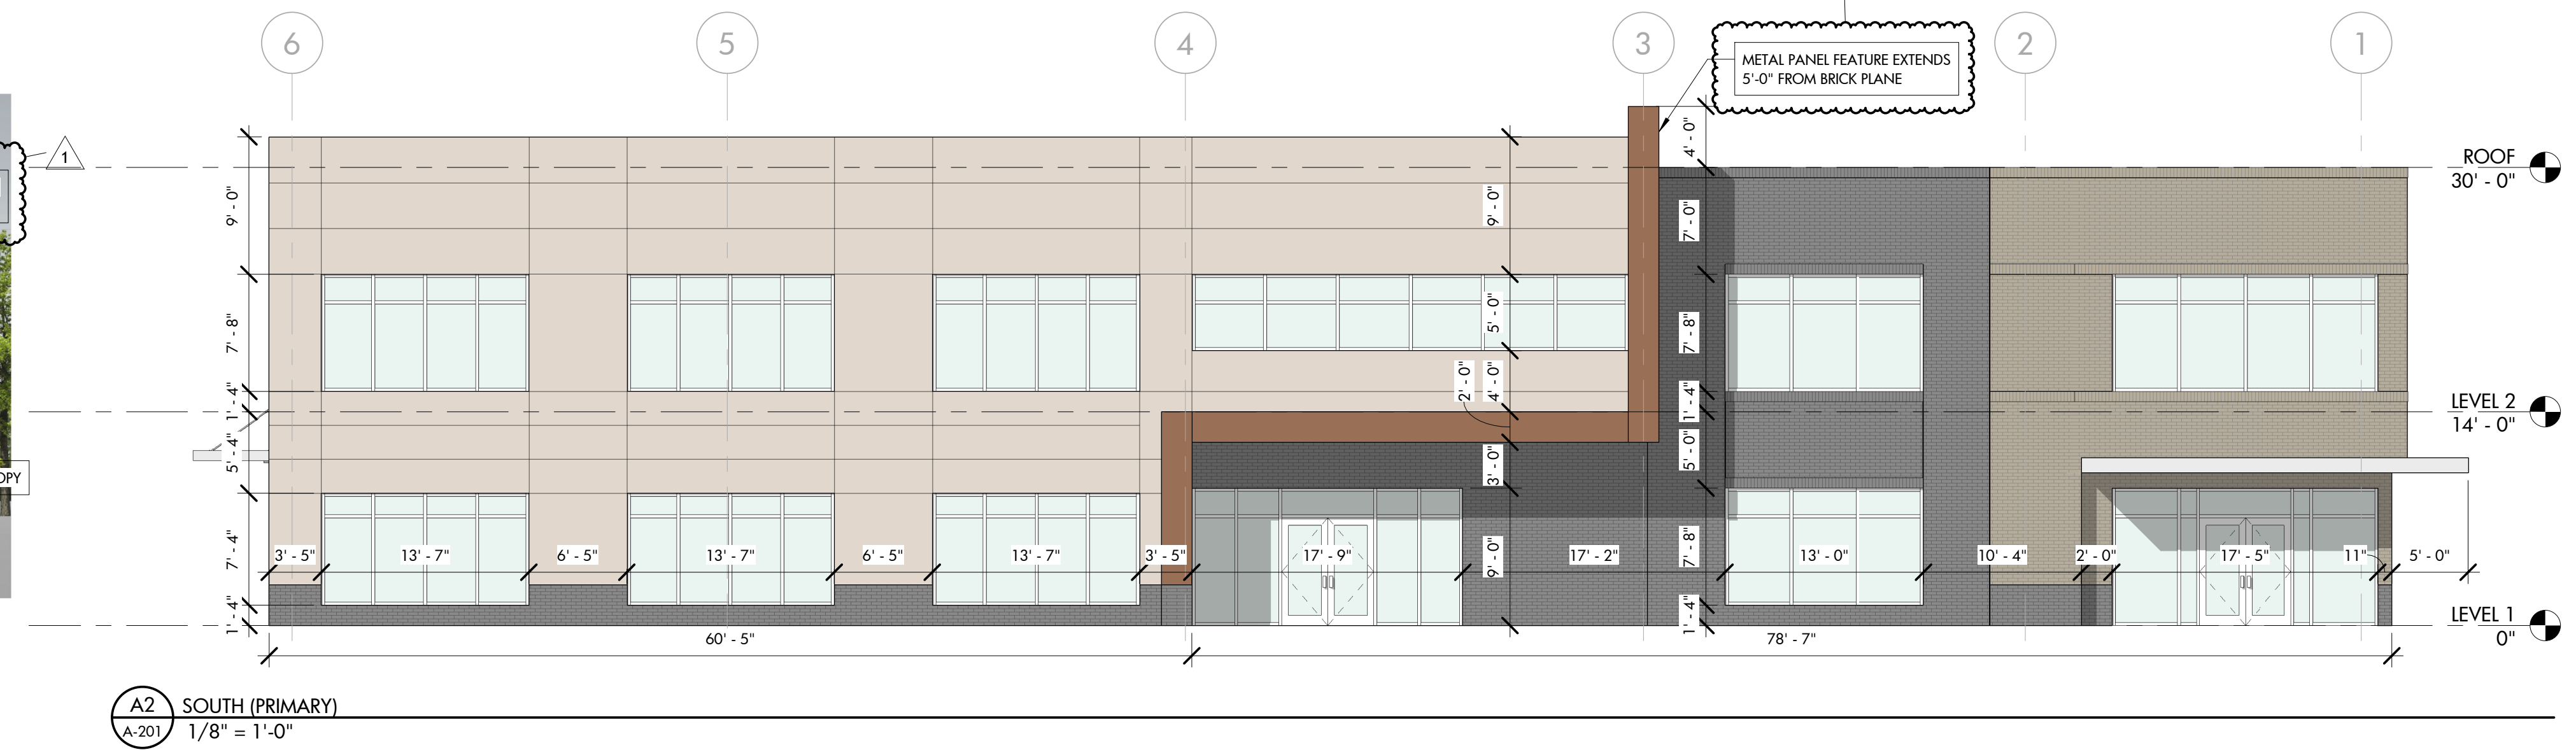 6
5
4
3
2
1
METAL PANEL FEATURE EXTENDS
5'-0" FROM BRICK PLANE
1
OPY
ROOF
30' - 0"
LEVEL 2
14' - 0"
LEVEL 1
0"
9' - 0"
7' - 8"
1' - 4"
5' - 4"
7' - 4"
1' - 4"
9' - 0"
5' - 0"
2' - 0"
4' - 0"
3' - 0"
9' - 0"
4' - 0"
7' - 0"
7' - 8"
1' - 4"
5' - 0"
7' - 8"
1' - 4"
3' - 5"
13' - 7"
6' - 5"
13' - 7"
6' - 5"
13' - 7"
3' - 5"
17' - 9"
17' - 2"
13' - 0"
10' - 4"
2' - 0"
17' - 5"
11"
5' - 0"
60' - 5"
78' - 7"
A2
A-201
SOUTH (PRIMARY)
1/8" = 1'-0"